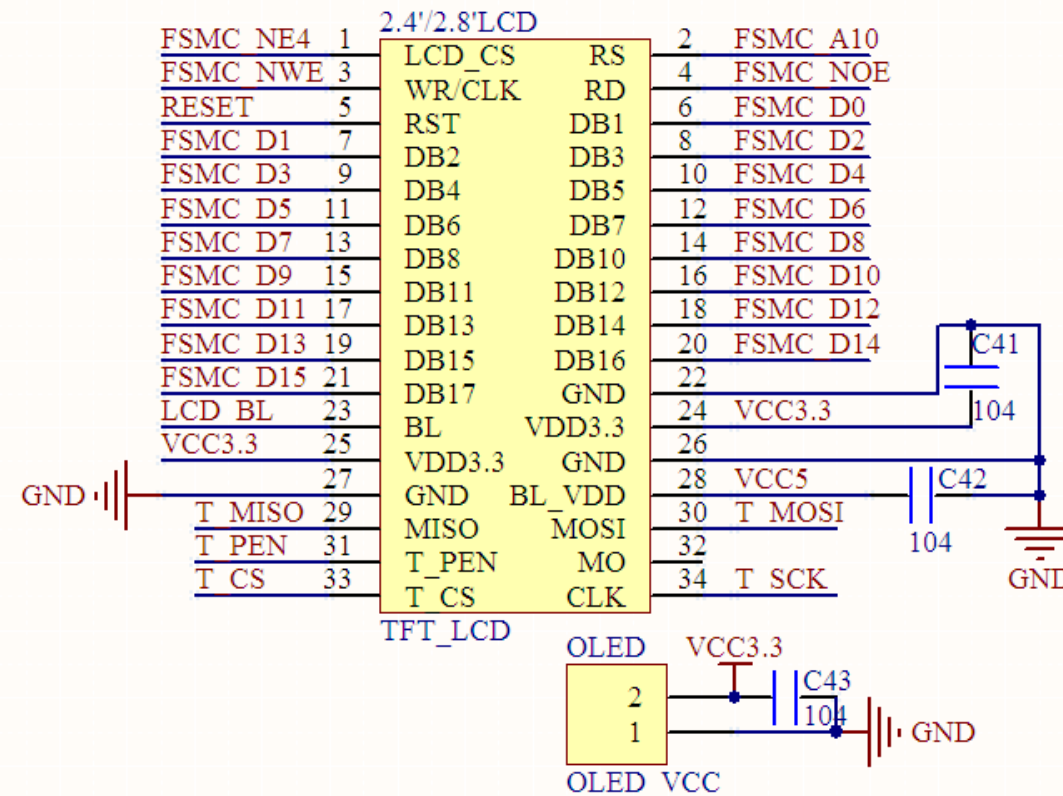 2.4'/2.8'LCD
FSMC_NE4 1 LCD_CS RS 2 FSMC_A10
FSMC_NWE 3 WR/CLK RD 4 FSMC_NOE
RESET 5 RST DB1 6 FSMC_D0
FSMC_D1 7 DB2 DB3 8 FSMC_D2
FSMC_D3 9 DB4 DB5 10 FSMC_D4
FSMC_D5 11 DB6 DB7 12 FSMC_D6
FSMC_D7 13 DB8 DB10 14 FSMC_D8
FSMC_D9 15 DB11 DB12 16 FSMC_D10
FSMC_D11 17 DB13 DB14 18 FSMC_D12
FSMC_D13 19 DB15 DB16 20 FSMC_D14 C41
FSMC_D15 21 DB17 GND 22
LCD_BL 23 BL VDD3.3 24 VCC3.3 104
VCC3.3 25 VDD3.3 GND 26
GND 27 GND BL_VDD 28 VCC5 C42
T_MISO 29 MISO MOSI 30 T_MOSI 104
T_PEN 31 T_PEN MO 32
T_CS 33 T_CS CLK 34 T_SCK GND
TFT_LCD
OLED VCC3.3
2 C43
104
1 GND
OLED_VCC